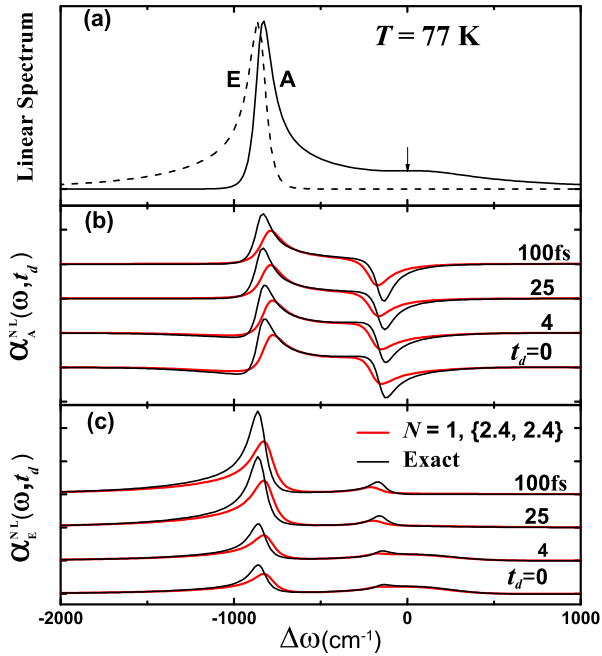 (a)
T = 77 K
E
A
Linear Spectrum
(b)
100fs
25
4
t_d=0
α_A^NL(ω,t_d)
(c)
N = 1, {2.4, 2.4}
Exact
100fs
25
4
t_d=0
α_E^NL(ω,t_d)
-2000 -1000 0 1000
Δω(cm⁻¹)